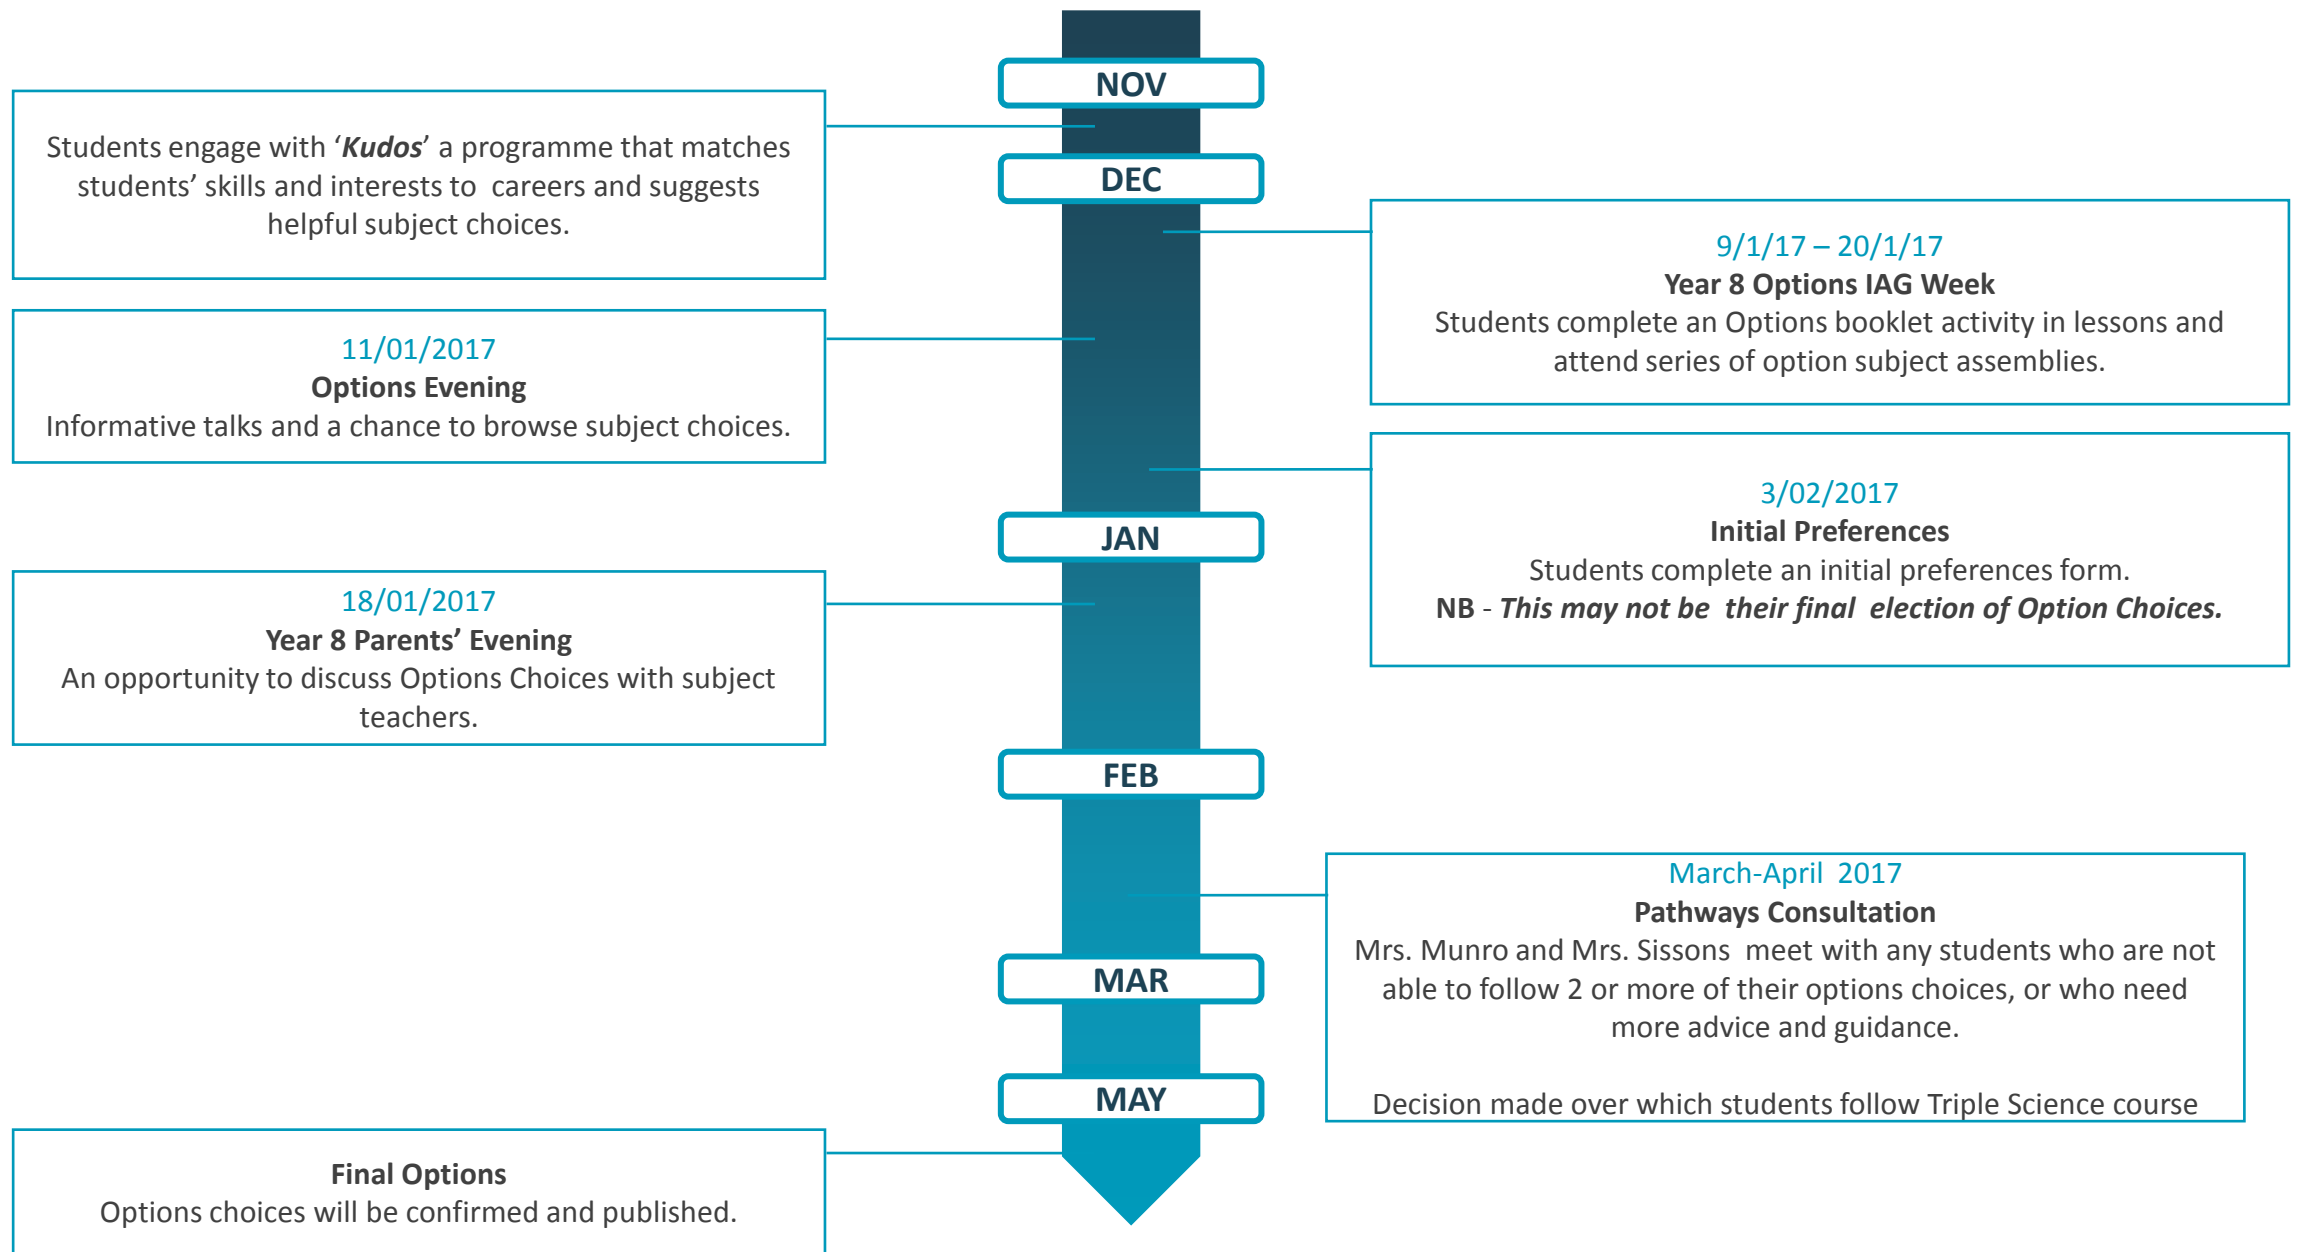 NOV
Students engage with ‘Kudos’ a programme that matches
students’ skills and interests to  careers and suggests
helpful subject choices.
DEC
9/1/17 – 20/1/17
Year 8 Options IAG Week
Students complete an Options booklet activity in lessons and
attend series of option subject assemblies.
11/01/2017
Options Evening
Informative talks and a chance to browse subject choices.
3/02/2017
Initial Preferences
Students complete an initial preferences form.
NB - This may not be  their final  election of Option Choices.
JAN
18/01/2017
Year 8 Parents’ Evening
An opportunity to discuss Options Choices with subject
teachers.
FEB
March-April  2017
Pathways Consultation
Mrs. Munro and Mrs. Sissons  meet with any students who are not
able to follow 2 or more of their options choices, or who need
more advice and guidance.
Decision made over which students follow Triple Science course
MAR
MAY
Final Options
Options choices will be confirmed and published.